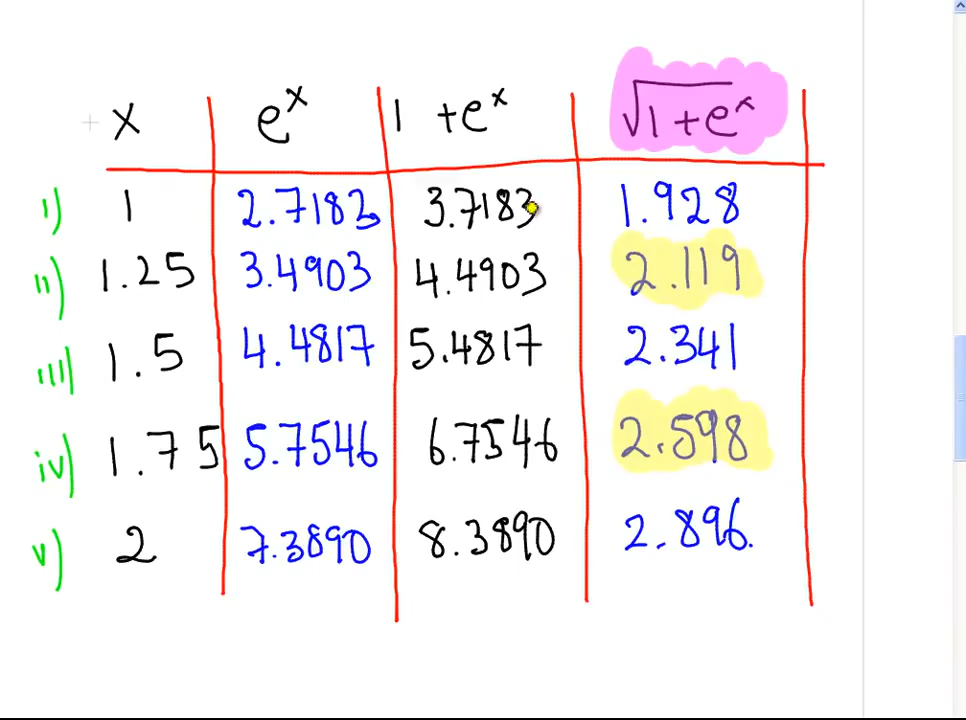 x e^x 1 + e^x √(1 + e^x)
i) 1 2.7183 3.7183 1.928
ii) 1.25 3.4903 4.4903 2.119
iii) 1.5 4.4817 5.4817 2.341
iv) 1.75 5.7546 6.7546 2.598
v) 2 7.3890 8.3890 2.896.